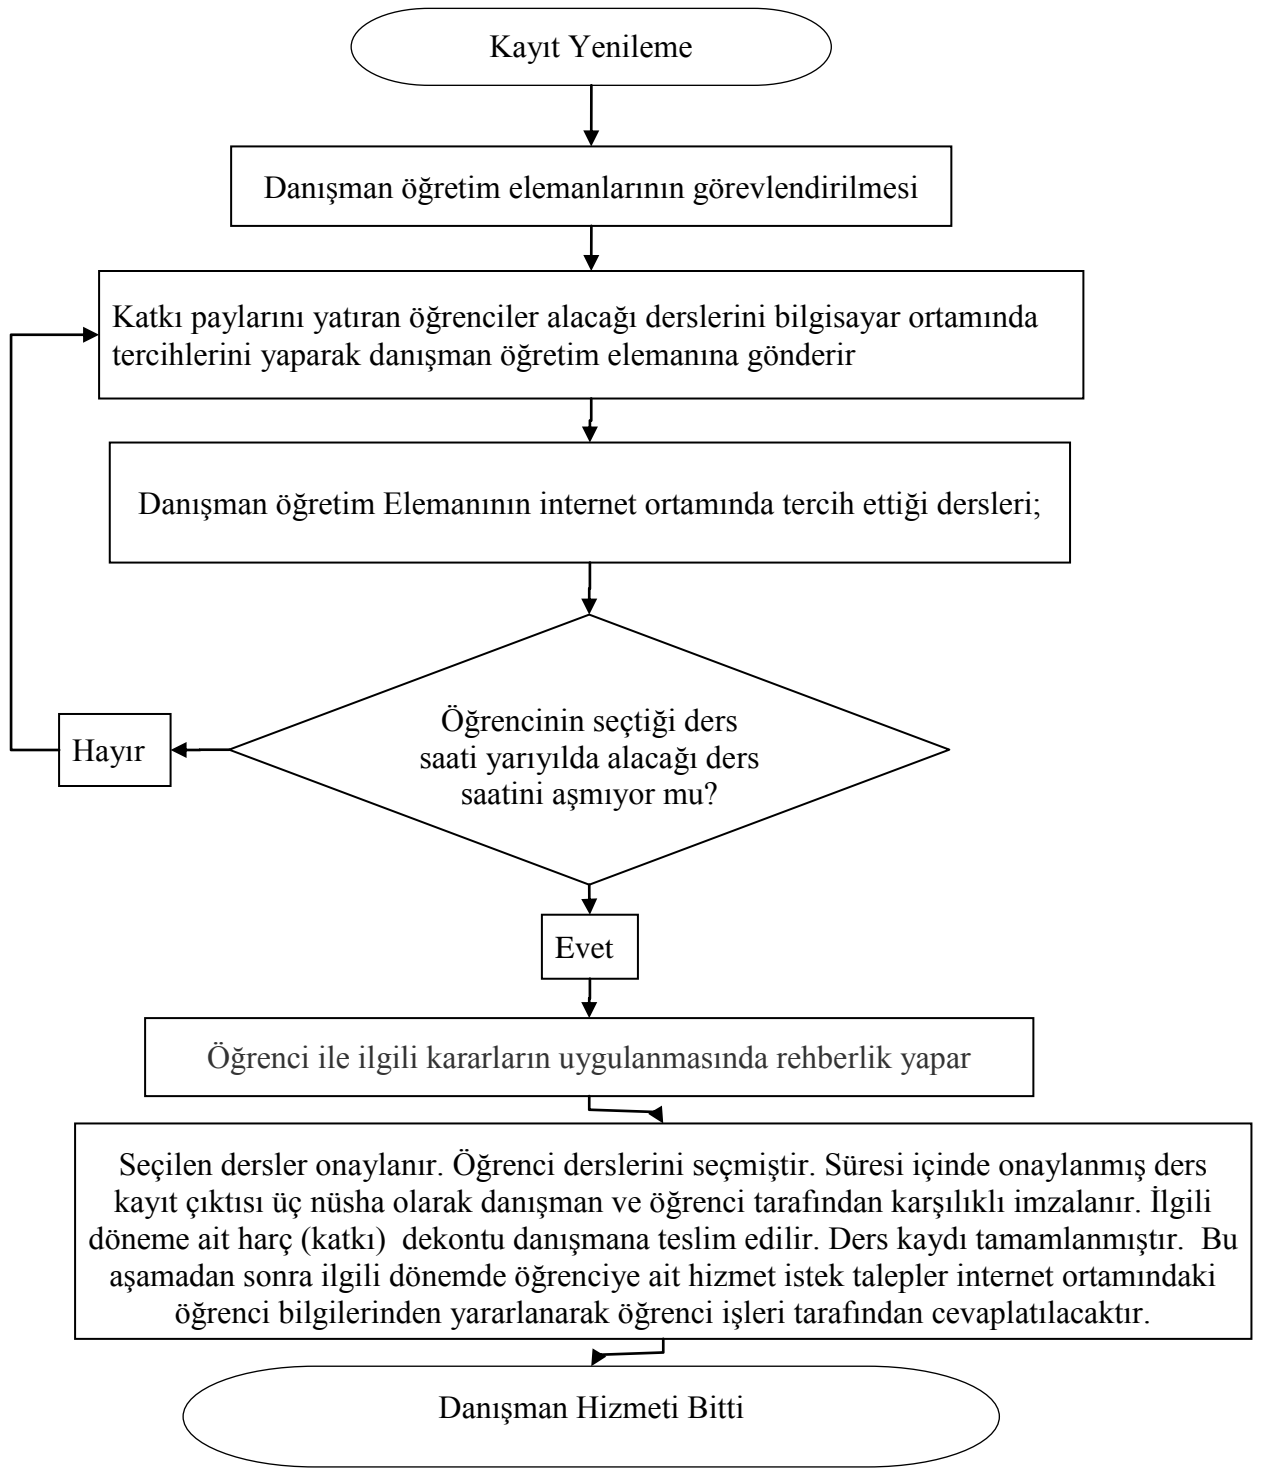 Kayıt Yenileme
Danışman öğretim elemanlarının görevlendirilmesi
Katkı paylarını yatıran öğrenciler alacağı derslerini bilgisayar ortamında
tercihlerini yaparak danışman öğretim elemanına gönderir
Danışman öğretim Elemanının internet ortamında tercih ettiği dersleri;
Öğrencinin seçtiği ders
saati yarıyılda alacağı ders
saatini aşmıyor mu?
Hayır
Evet
Öğrenci ile ilgili kararların uygulanmasında rehberlik yapar
Seçilen dersler onaylanır. Öğrenci derslerini seçmiştir. Süresi içinde onaylanmış ders
kayıt çıktısı üç nüsha olarak danışman ve öğrenci tarafından karşılıklı imzalanır. İlgili
döneme ait harç (katkı)  dekontu danışmana teslim edilir. Ders kaydı tamamlanmıştır.  Bu
aşamadan sonra ilgili dönemde öğrenciye ait hizmet istek talepler internet ortamındaki
öğrenci bilgilerinden yararlanarak öğrenci işleri tarafından cevaplatılacaktır.
Danışman Hizmeti Bitti